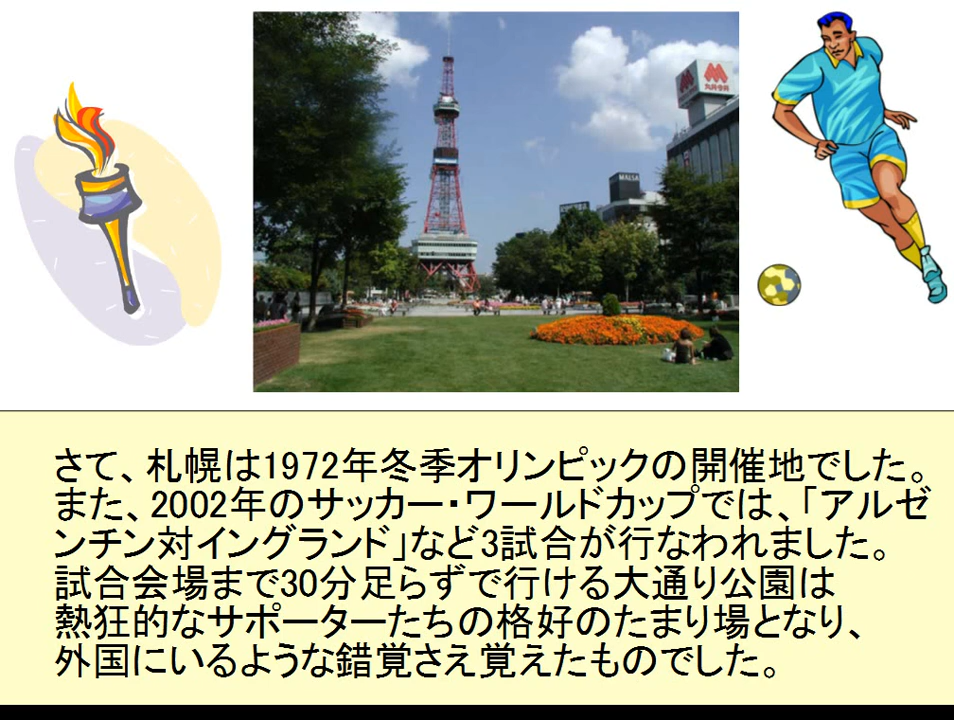 丸井今井
MALSA
さて、札幌は1972年冬季オリンピックの開催地でした。
また、2002年のサッカー・ワールドカップでは、「アルゼ
ンチン対イングランド」など3試合が行なわれました。
試合会場まで30分足らずで行ける大通り公園は
熱狂的なサポーターたちの格好のたまり場となり、
外国にいるような錯覚さえ覚えたものでした。